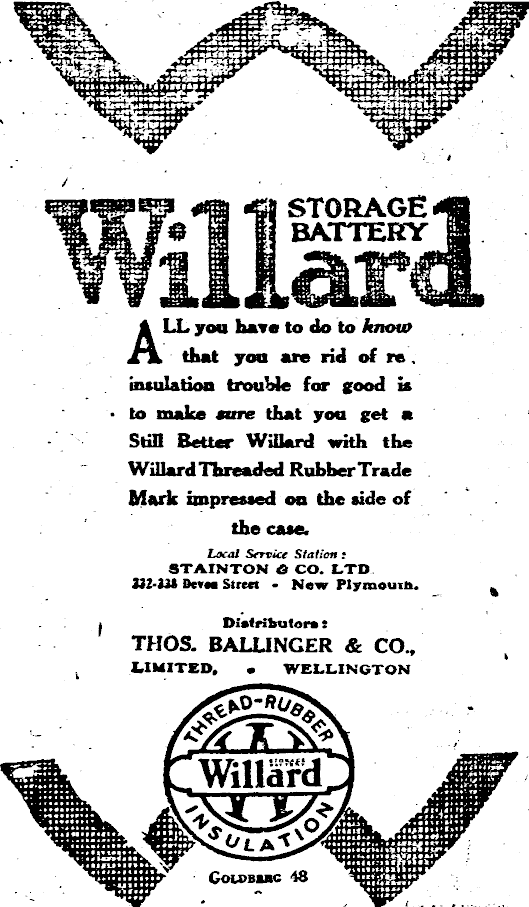 Willard
STORAGE
BATTERY
ALL you have to do to know
that you are rid of re
insulation trouble for good is
to make sure that you get a
Still Better Willard with the
Willard Threaded Rubber Trade
Mark impressed on the side of
the case.
Local Service Station:
STAINTON & CO. LTD.
332-338 Devon Street - New Plymouth.
Distributors:
THOS. BALLINGER & CO.,
LIMITED, - WELLINGTON
THREAD-RUBBER
STORAGE
Willard
INSULATION
GOLDBERG 48